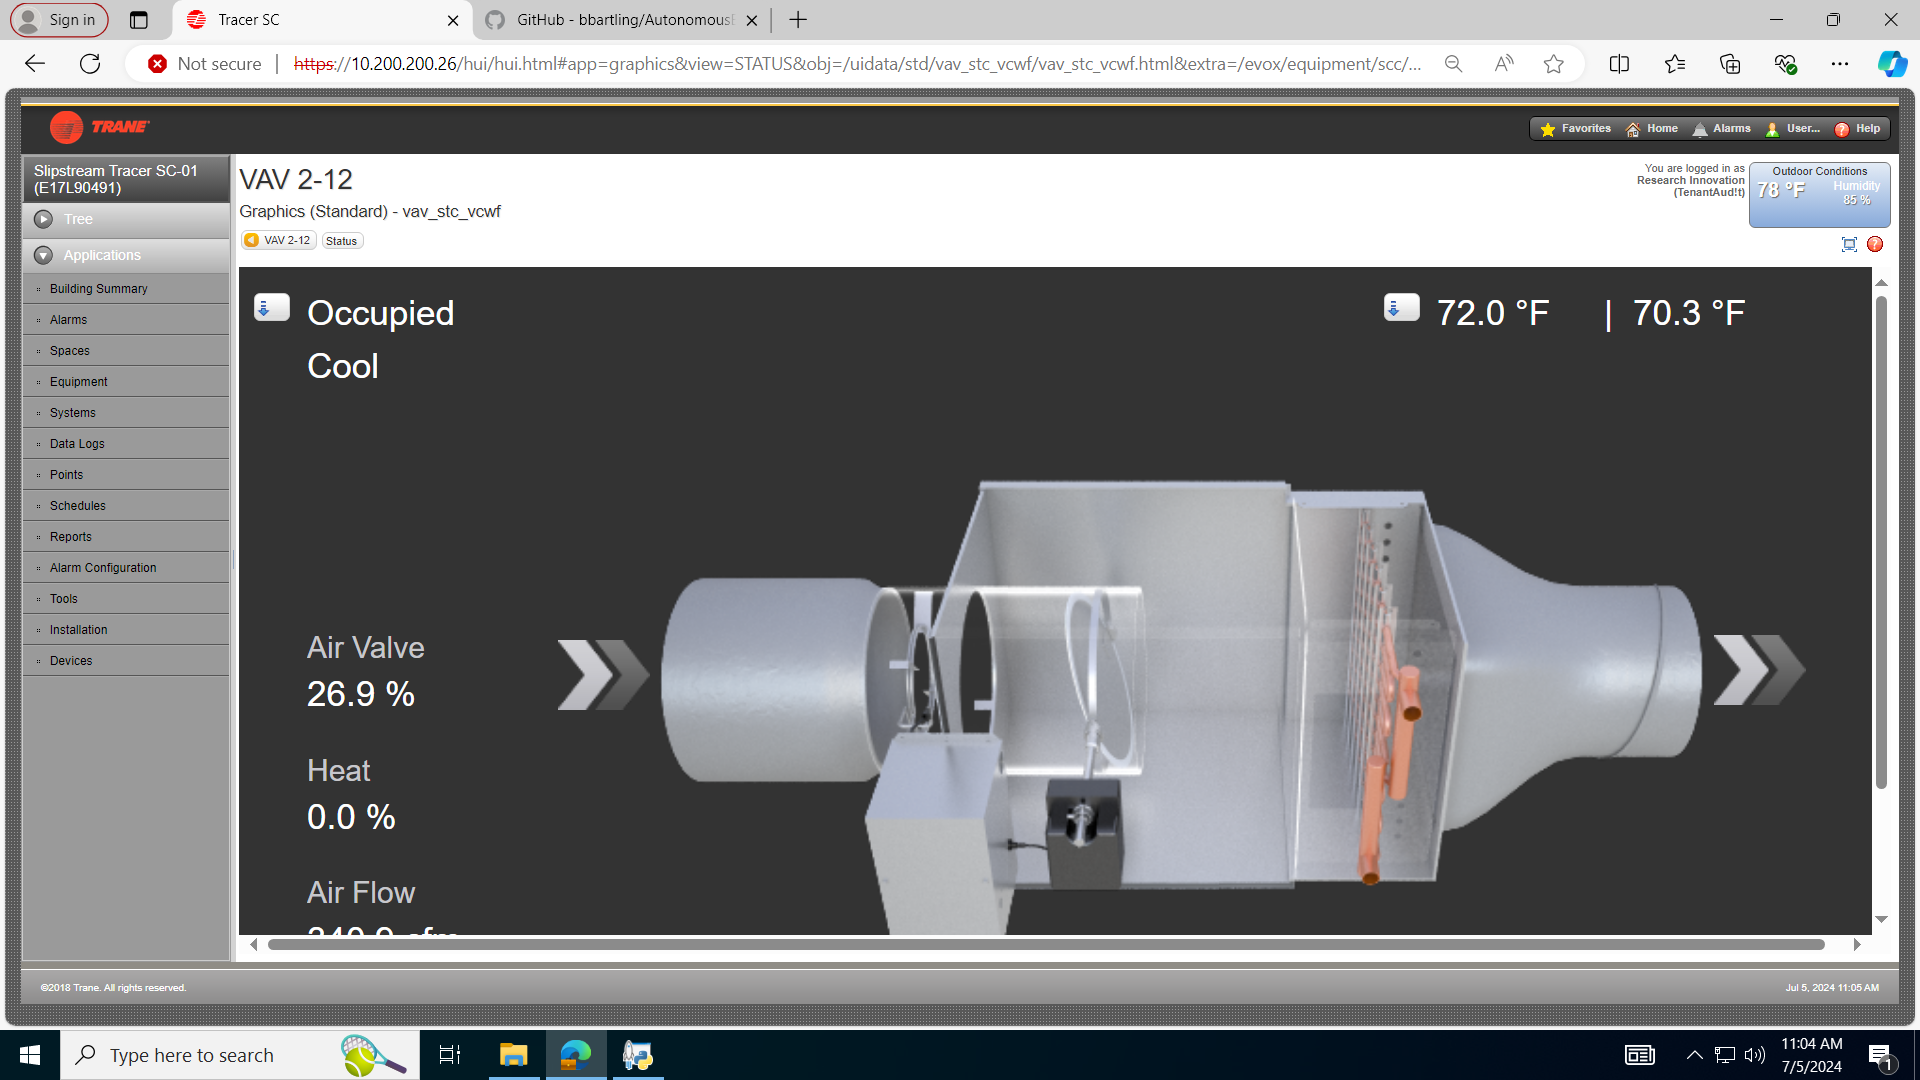 Sign in
Tracer SC
GitHub - bbartling/Autonomous
Not secure
https://10.200.200.26/hui/hui.html#app=graphics&view=STATUS&obj=/uidata/std/vav_stc_vcwf/vav_stc_vcwf.html&extra=/evox/equipment/scc/...
TRANE
Favorites
Home
Alarms
User...
Help
Slipstream Tracer SC-01
(E17L90491)
Tree
Applications
Building Summary
Alarms
Spaces
Equipment
Systems
Data Logs
Points
Schedules
Reports
Alarm Configuration
Tools
Installation
Devices
VAV 2-12
Graphics (Standard) - vav_stc_vcwf
VAV 2-12
Status
You are logged in as
Research Innovation
(TenantAud!t)
Outdoor Conditions
78 °F
Humidity
85 %
Occupied
Cool
72.0 °F | 70.3 °F
Air Valve
26.9 %
Heat
0.0 %
Air Flow
©2018 Trane. All rights reserved.
Jul 5, 2024 11:05 AM
Type here to search
11:04 AM
7/5/2024
1